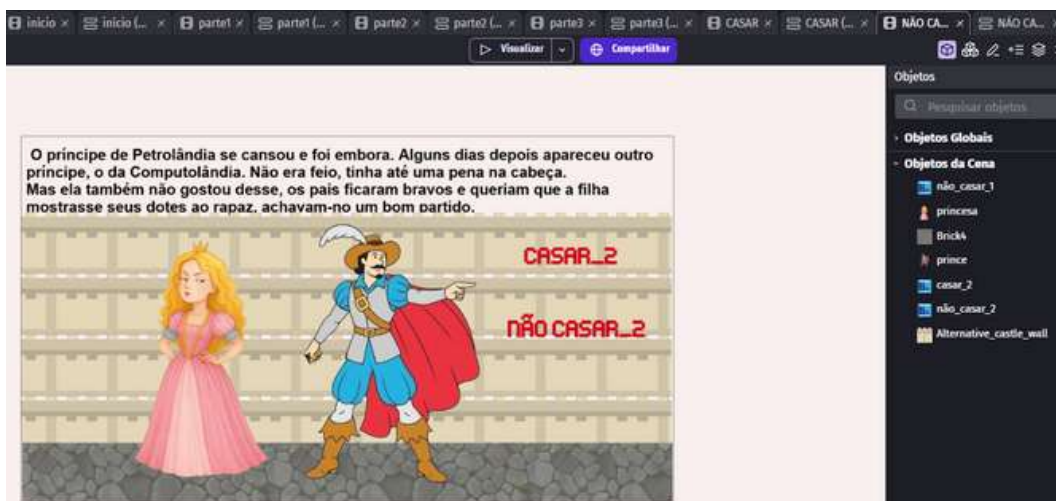 inicio
inicio (...
parte1
parte1 (...
parte2
parte2 (...
parte3
parte3 (...
CASAR
CASAR (...
NÃO CA...
NÃO CA...
Visualizar
Compartilhar
Objetos
Pesquisar objetos
Objetos Globais
Objetos da Cena
não_casar_1
princesa
Brick4
prince
casar_2
não_casar_2
Alternative_castle_wall
O príncipe de Petrolândia se cansou e foi embora. Alguns dias depois apareceu outro
príncipe, o da Computolândia. Não era feio, tinha até uma pena na cabeça.
Mas ela também não gostou desse, os pais ficaram bravos e queriam que a filha
mostrasse seus dotes ao rapaz, achavam-no um bom partido.
CASAR_2
NÃO CASAR_2